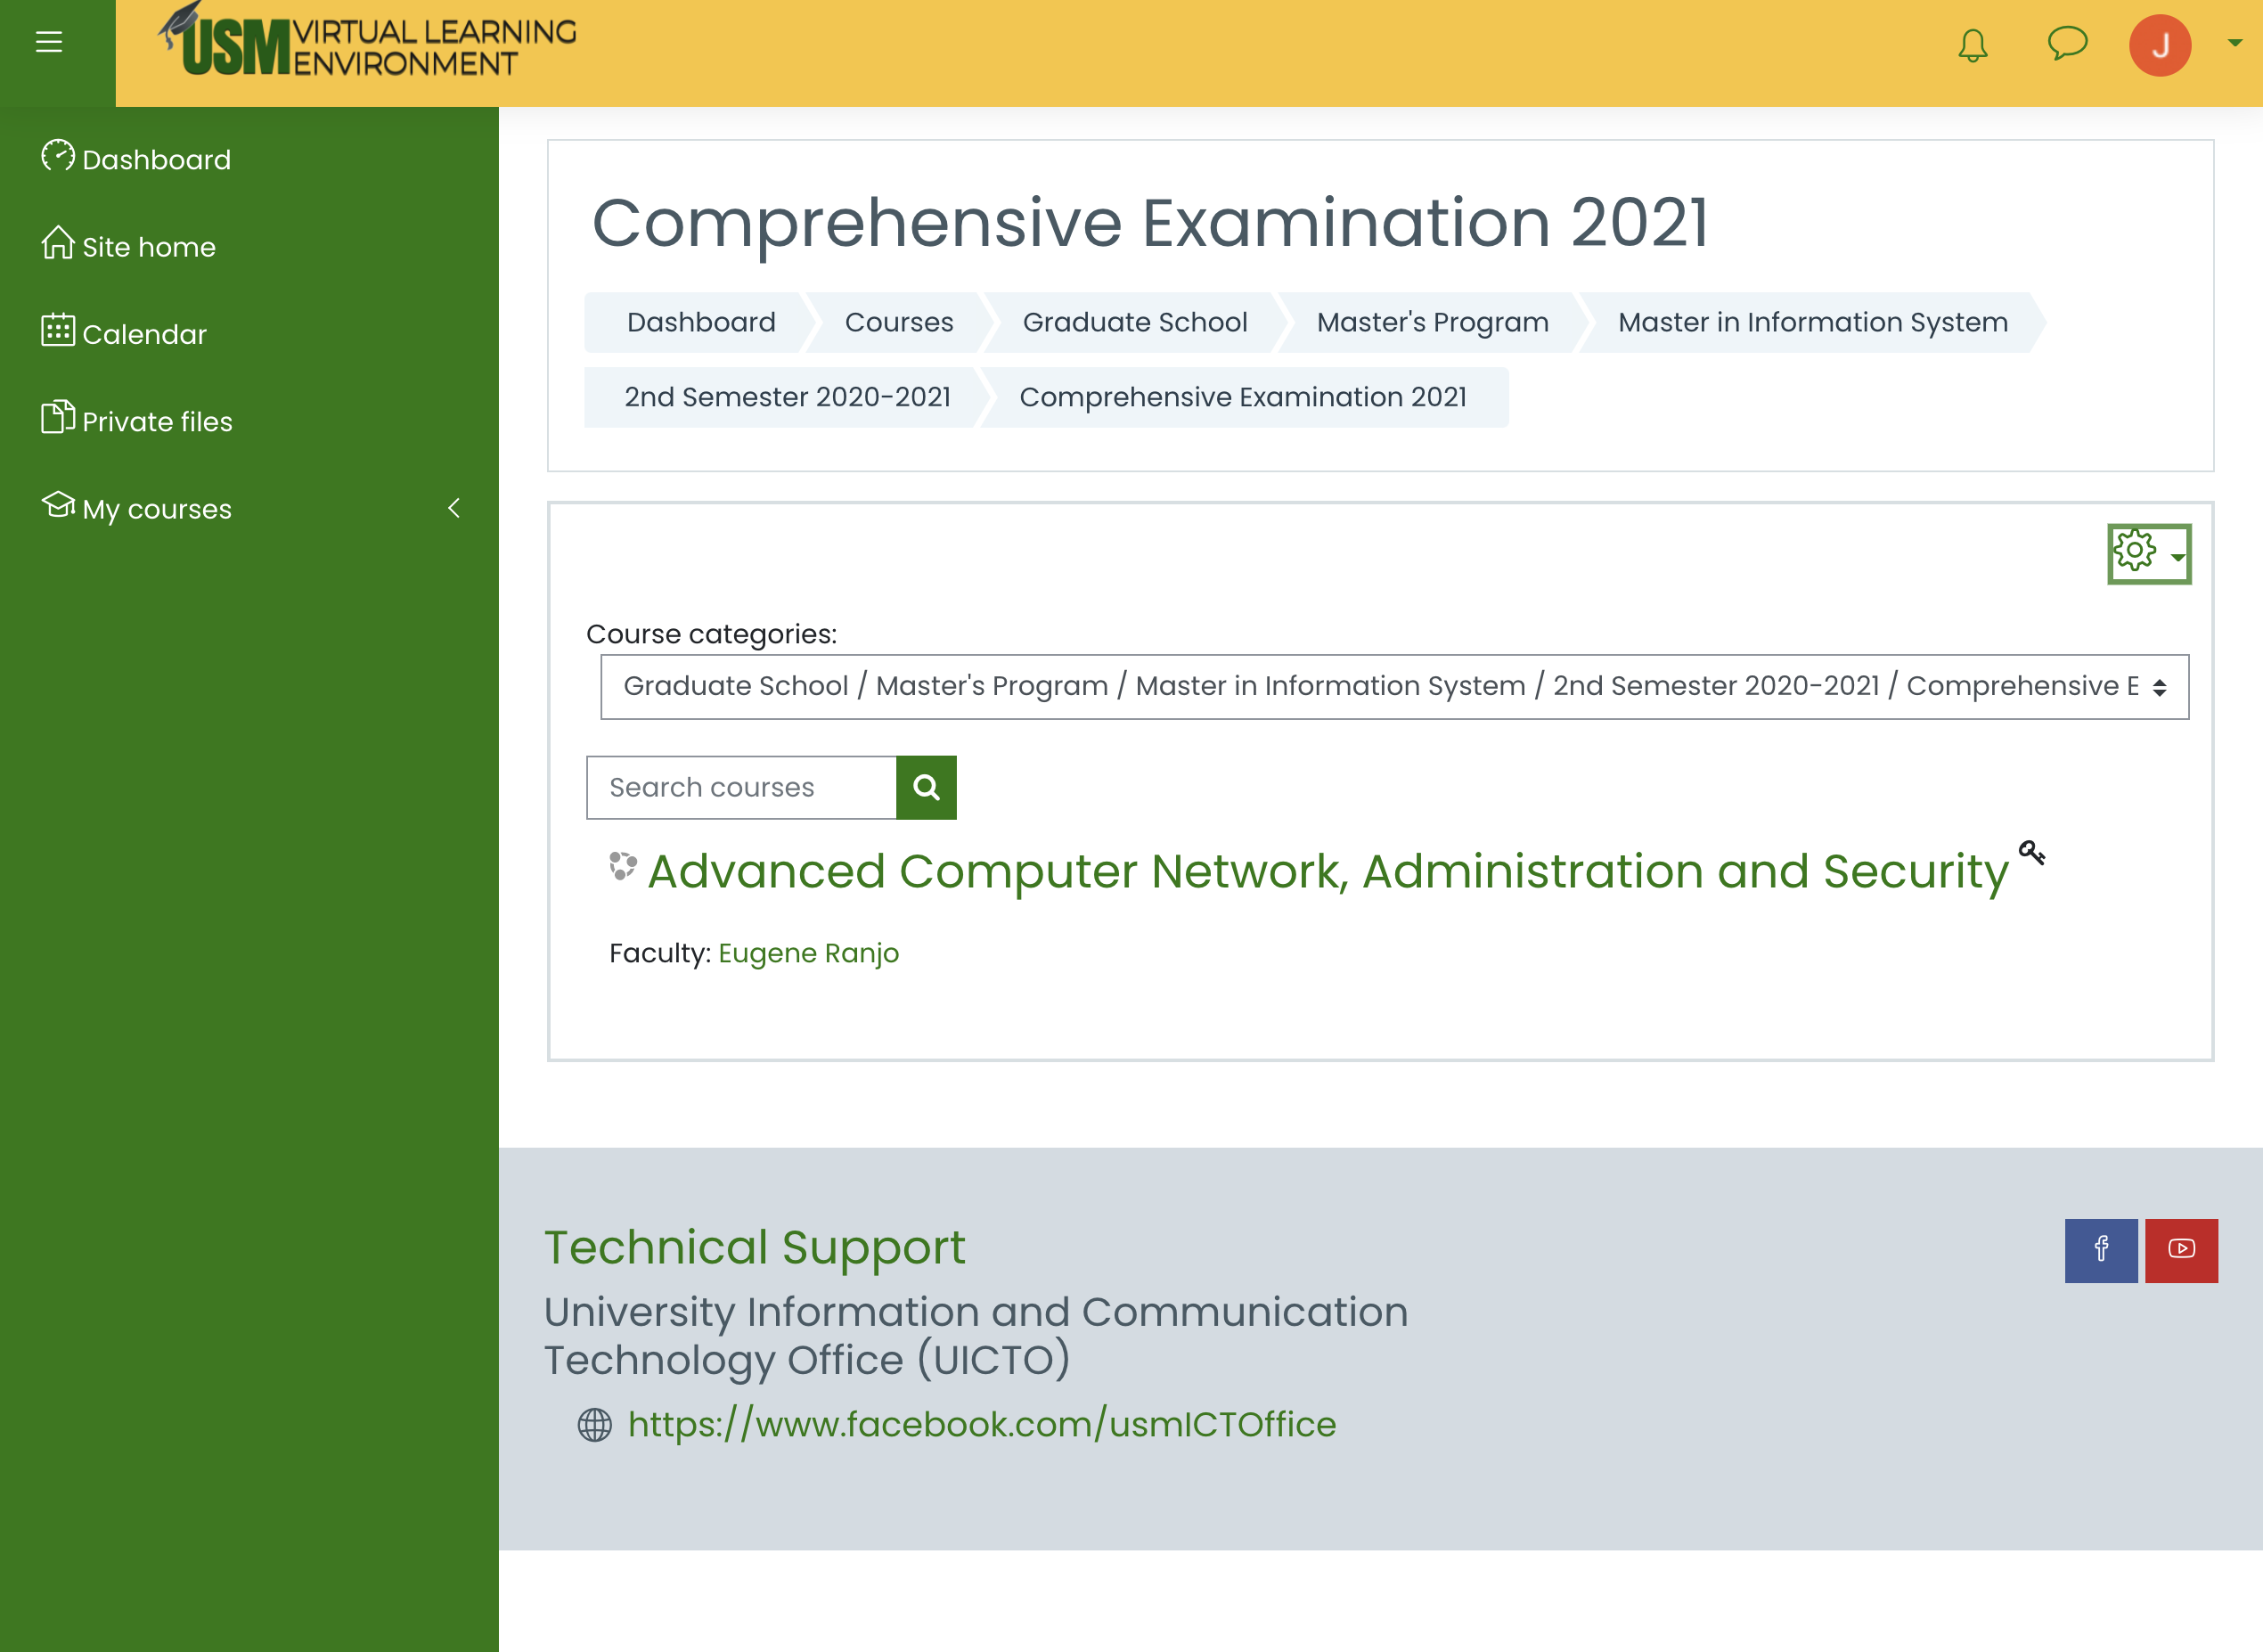 USM VIRTUAL LEARNING
ENVIRONMENT
J
Dashboard
Site home
Calendar
Private files
My courses
Comprehensive Examination 2021
Dashboard Courses Graduate School Master's Program Master in Information System
2nd Semester 2020-2021 Comprehensive Examination 2021
Course categories:
Graduate School / Master's Program / Master in Information System / 2nd Semester 2020-2021 / Comprehensive E
Search courses
Advanced Computer Network, Administration and Security
Faculty: Eugene Ranjo
Technical Support
University Information and Communication
Technology Office (UICTO)
https://www.facebook.com/usmICTOffice